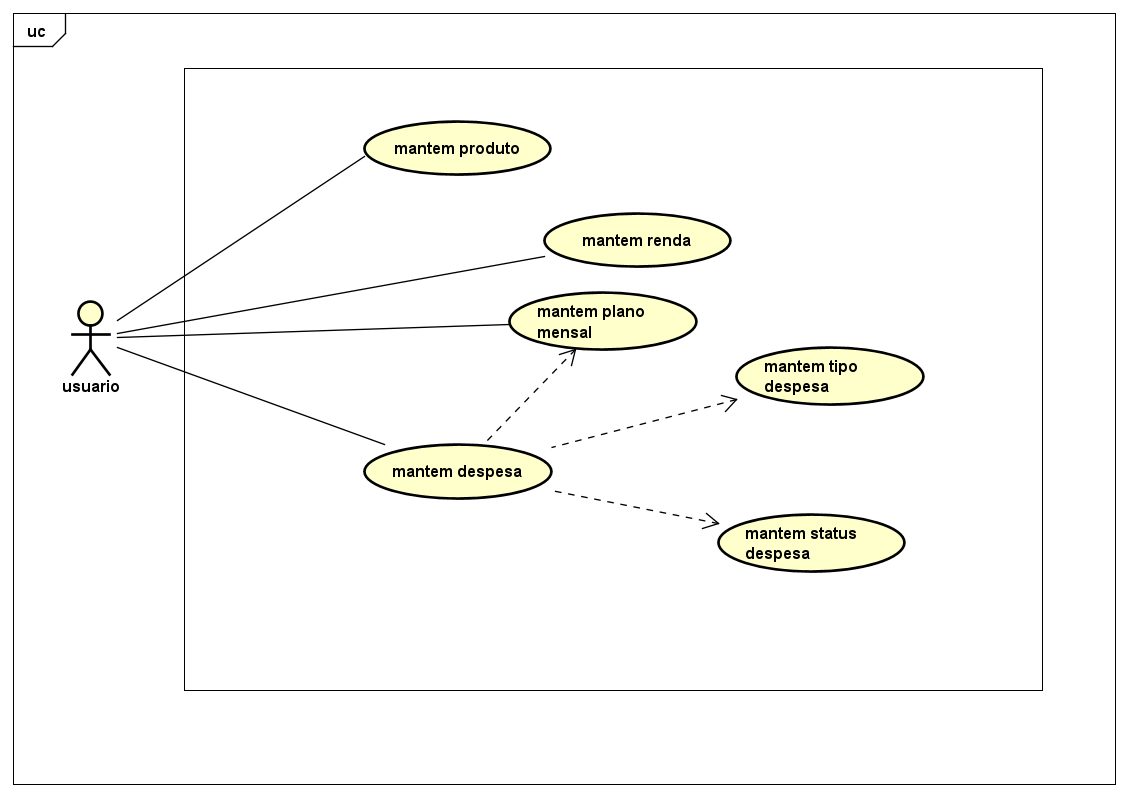 uc
mantem produto
mantem renda
mantem plano
mensal
mantem tipo
despesa
usuario
mantem despesa
mantem status
despesa